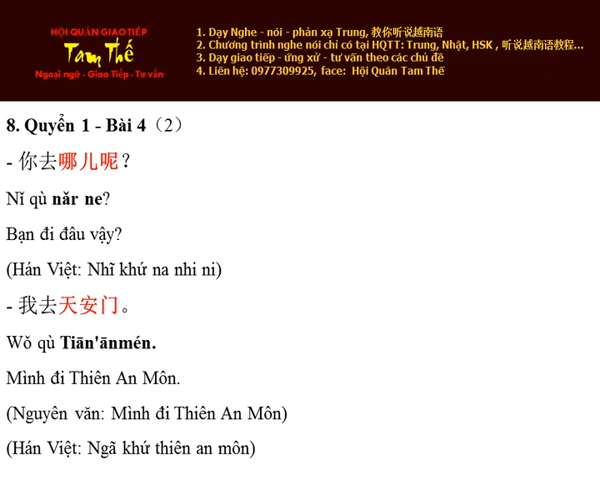 HỘI QUÁN GIAO TIẾP
Tam Thế
Ngoại ngữ - Giao Tiếp - Tư vấn
1. Dạy Nghe - nói - phản xạ Trung, 教你听说越南语
2. Chương trình nghe nói chỉ có tại HQTT: Trung, Nhật, HSK , 听说越南语教程...
3. Dạy giao tiếp - ứng xử - tư vấn theo các chủ đề
4. Liên hệ: 0977309925, face: Hội Quán Tam Thế
8. Quyển 1 - Bài 4（2）
- 你去哪儿呢？
Nǐ qù nǎr ne?
Bạn đi đâu vậy?
(Hán Việt: Nhĩ khứ na nhi ni)
- 我去天安门。
Wǒ qù Tiān'ānmén.
Mình đi Thiên An Môn.
(Nguyên văn: Mình đi Thiên An Môn)
(Hán Việt: Ngã khứ thiên an môn)